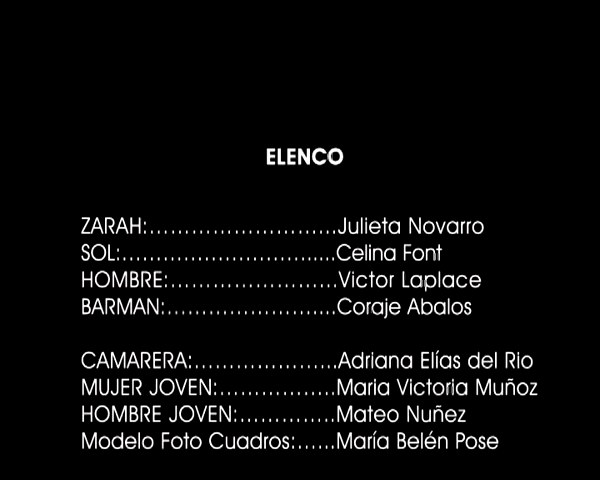 ELENCO
ZARAH:...........................Julieta Novarro
SOL:..............................Celina Font
HOMBRE:........................Victor Laplace
BARMAN:........................Coraje Abalos
CAMARERA:.....................Adriana Elías del Rio
MUJER JOVEN:.................Maria Victoria Muñoz
HOMBRE JOVEN:..............Mateo Nuñez
Modelo Foto Cuadros:......María Belén Pose